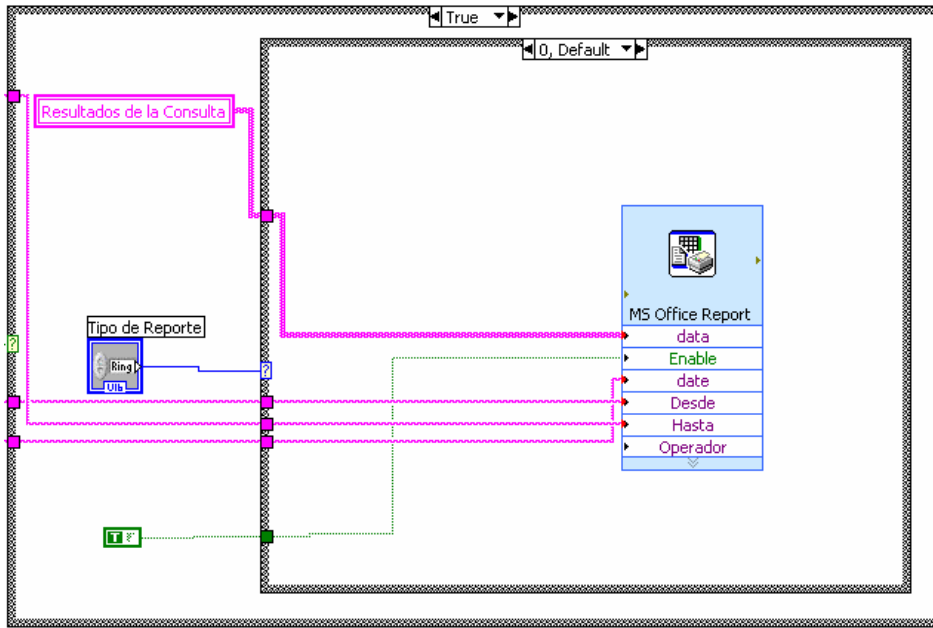 True
0, Default
Resultados de la Consulta
MS Office Report
Tipo de Reporte
data
?
Enable
Ring
?
date
U16
Desde
Hasta
Operador
T